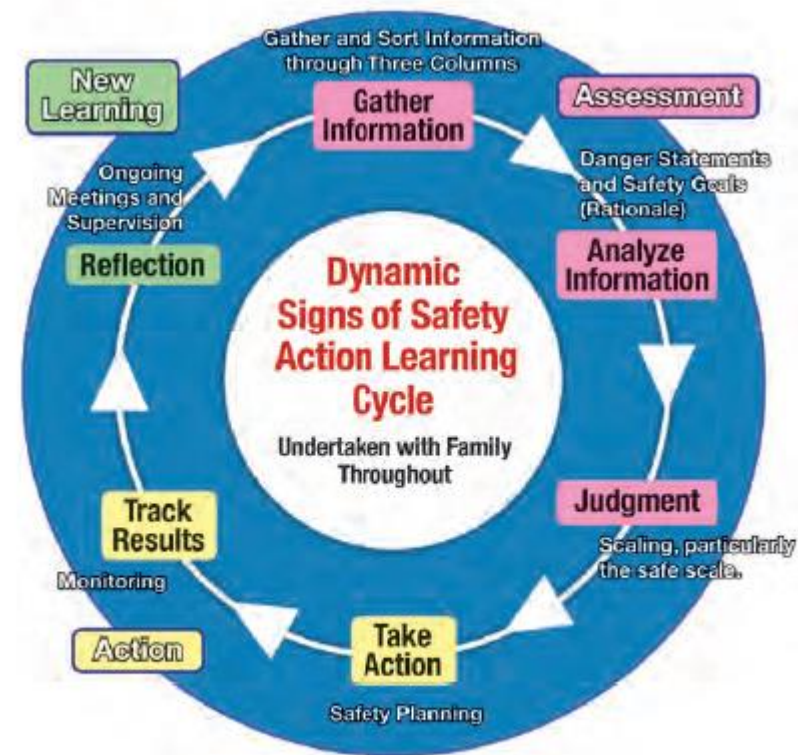 Gather and Sort Information
through Three Columns
New
Learning
Gather
Information
Assessment
Ongoing
Meetings and
Supervision
Danger Statements
and Safety Goals
(Rationale)
Reflection
Analyze
Information
Dynamic
Signs of Safety
Action Learning
Cycle
Undertaken with Family
Throughout
Track
Results
Judgment
Monitoring
Scaling, particularly
the safe scale.
Action
Take
Action
Safety Planning